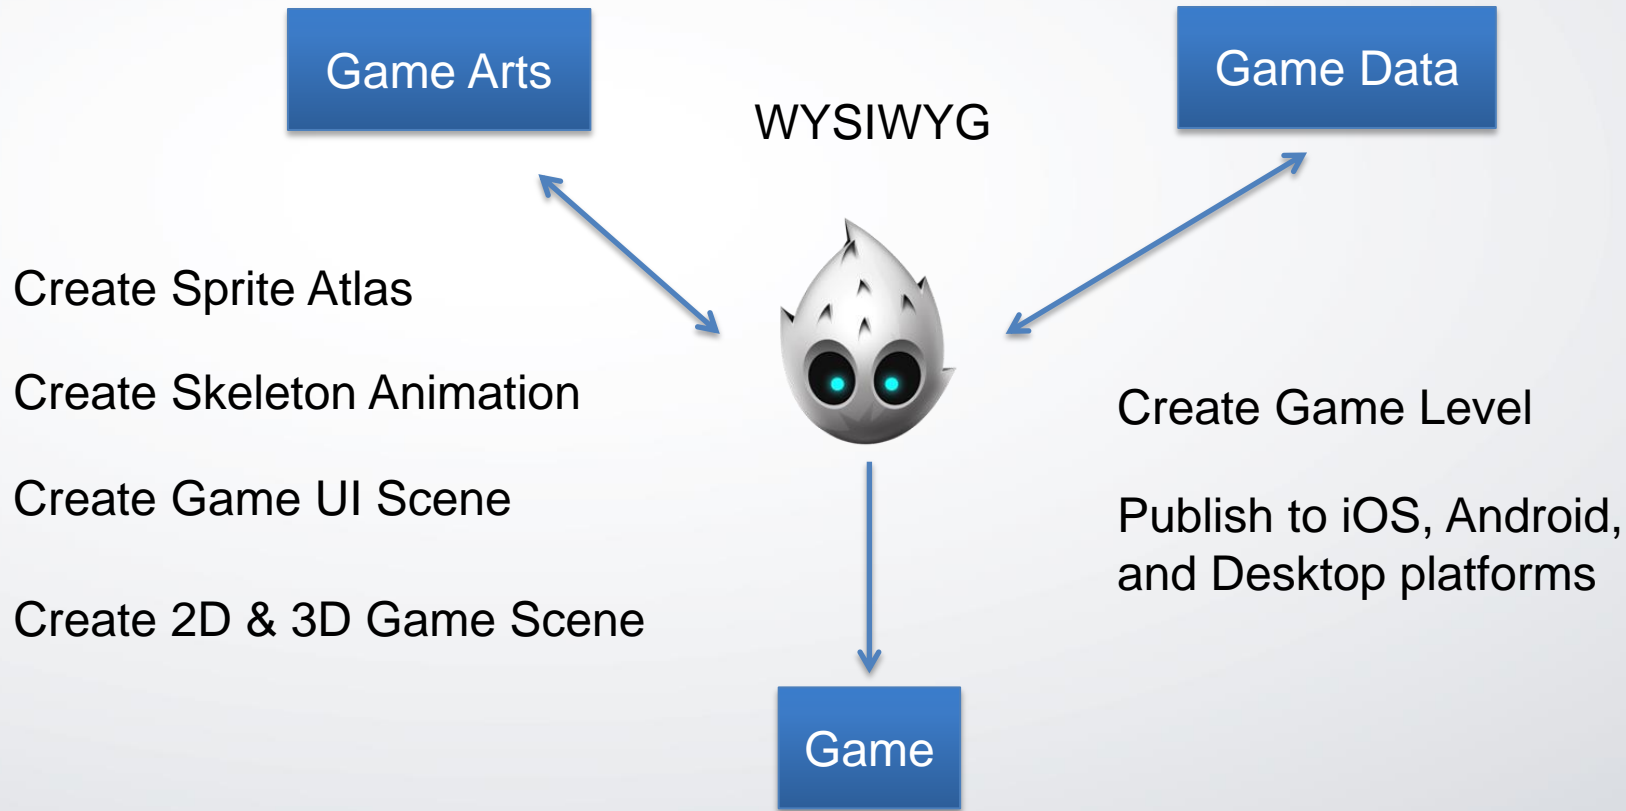 Game Arts
Game Data
WYSIWYG
Create Sprite Atlas
Create Skeleton Animation
Create Game UI Scene
Create 2D & 3D Game Scene
Create Game Level
Publish to iOS, Android,
and Desktop platforms
Game